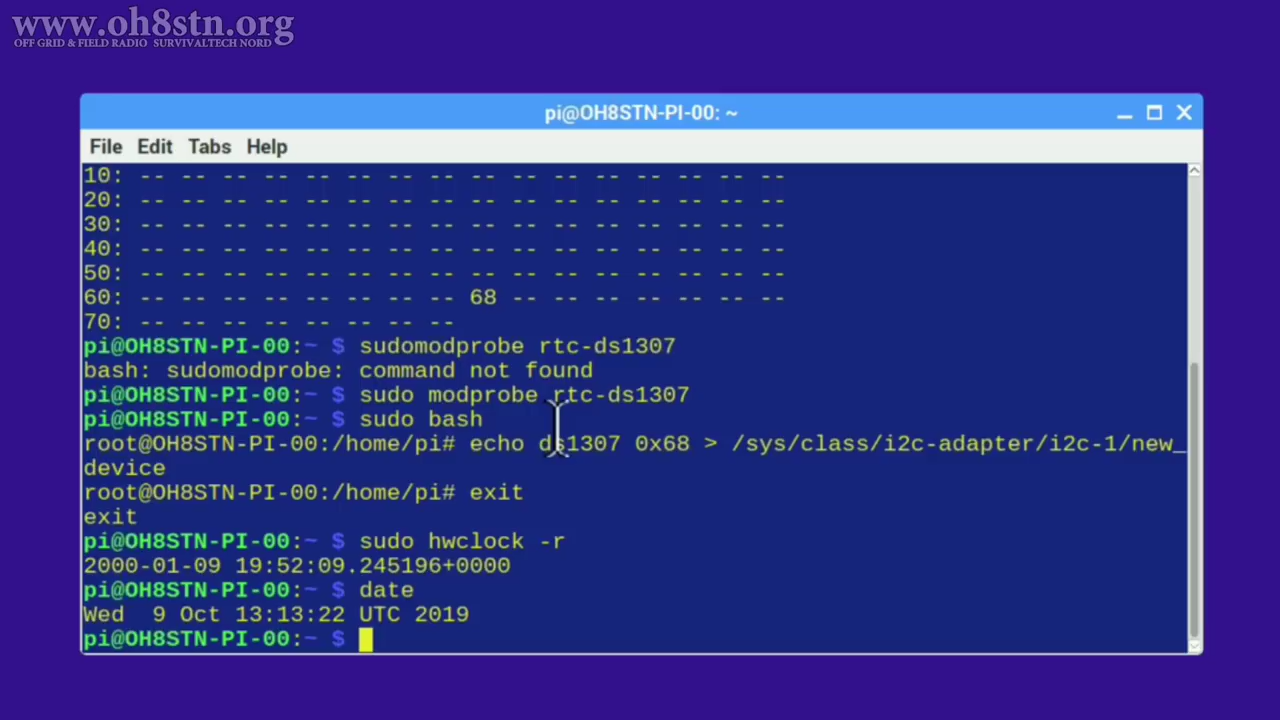 www.oh8stn.org
OFF GRID & FIELD RADIO SURVIVALTECH NORD
pi@OH8STN-PI-00: ~
File Edit Tabs Help
10: -- -- -- -- -- -- -- -- -- -- -- -- -- -- -- --
20: -- -- -- -- -- -- -- -- -- -- -- -- -- -- -- --
30: -- -- -- -- -- -- -- -- -- -- -- -- -- -- -- --
40: -- -- -- -- -- -- -- -- -- -- -- -- -- -- -- --
50: -- -- -- -- -- -- -- -- -- -- -- -- -- -- -- --
60: -- -- -- -- -- -- -- -- 68 -- -- -- -- -- -- --
70: -- -- -- -- -- -- -- --
pi@OH8STN-PI-00:~ $ sudomodprobe rtc-ds1307
bash: sudomodprobe: command not found
pi@OH8STN-PI-00:~ $ sudo modprobe rtc-ds1307
pi@OH8STN-PI-00:~ $ sudo bash
root@OH8STN-PI-00:/home/pi# echo ds1307 0x68 > /sys/class/i2c-adapter/i2c-1/new_
device
root@OH8STN-PI-00:/home/pi# exit
exit
pi@OH8STN-PI-00:~ $ sudo hwclock -r
2000-01-09 19:52:09.245196+0000
pi@OH8STN-PI-00:~ $ date
Wed  9 Oct 13:13:22 UTC 2019
pi@OH8STN-PI-00:~ $